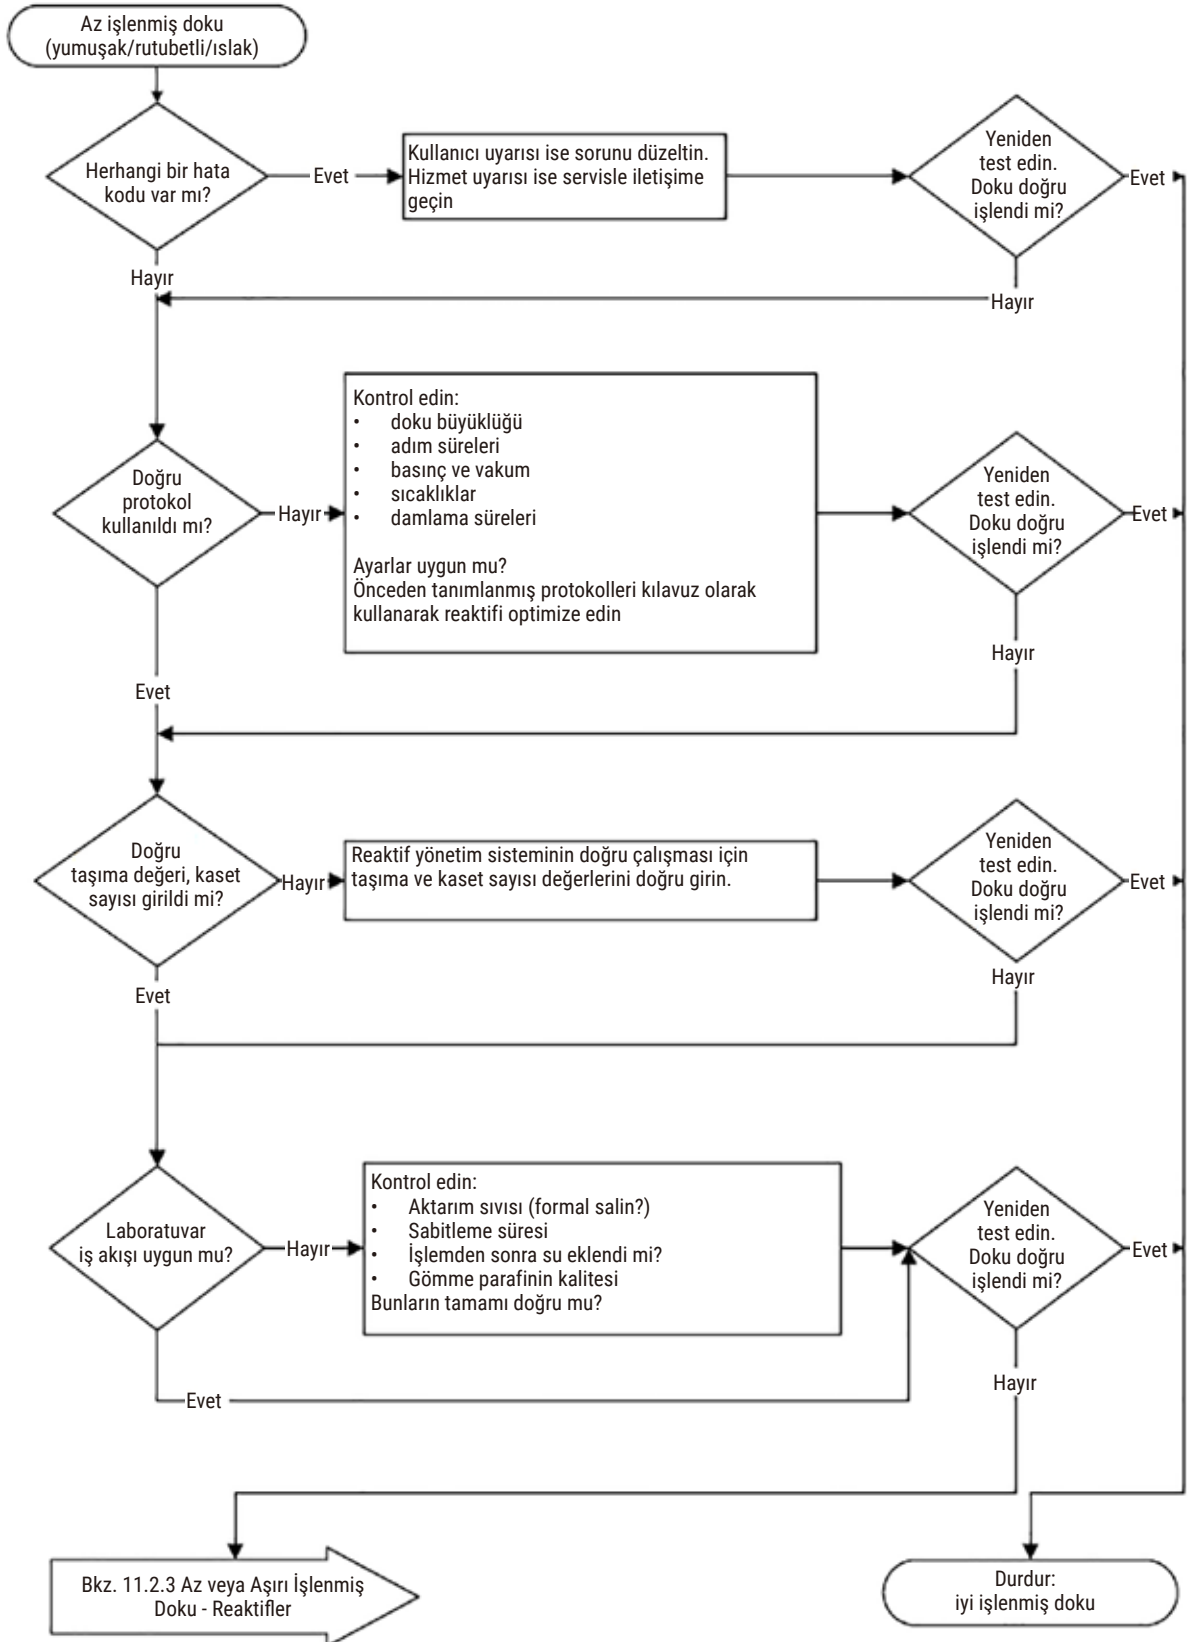 Az işlenmiş doku
(yumuşak/rutubetli/ıslak)
Herhangi bir hata
kodu var mı?
Evet
Kullanıcı uyarısı ise sorunu düzeltin.
Hizmet uyarısı ise servisle iletişime
geçin
Yeniden
test edin.
Doku doğru
işlendi mi?
Evet
Hayır
Hayır
Doğru
protokol
kullanıldı mı?
Hayır
Kontrol edin:
• doku büyüklüğü
• adım süreleri
• basınç ve vakum
• sıcaklıklar
• damlama süreleri
Ayarlar uygun mu?
Önceden tanımlanmış protokolleri kılavuz olarak
kullanarak reaktifi optimize edin
Yeniden
test edin.
Doku doğru
işlendi mi?
Evet
Hayır
Evet
Doğru
taşıma değeri, kaset
sayısı girildi mi?
Hayır
Reaktif yönetim sisteminin doğru çalışması için
taşıma ve kaset sayısı değerlerini doğru girin.
Yeniden
test edin.
Doku doğru
işlendi mi?
Evet
Hayır
Evet
Laboratuvar
iş akışı uygun mu?
Hayır
Kontrol edin:
• Aktarım sıvısı (formal salin?)
• Sabitleme süresi
• İşlemden sonra su eklendi mi?
• Gömme parafinin kalitesi
Bunların tamamı doğru mu?
Yeniden
test edin.
Doku doğru
işlendi mi?
Evet
Hayır
Evet
Bkz. 11.2.3 Az veya Aşırı İşlenmiş
Doku - Reaktifler
Durdur:
iyi işlenmiş doku